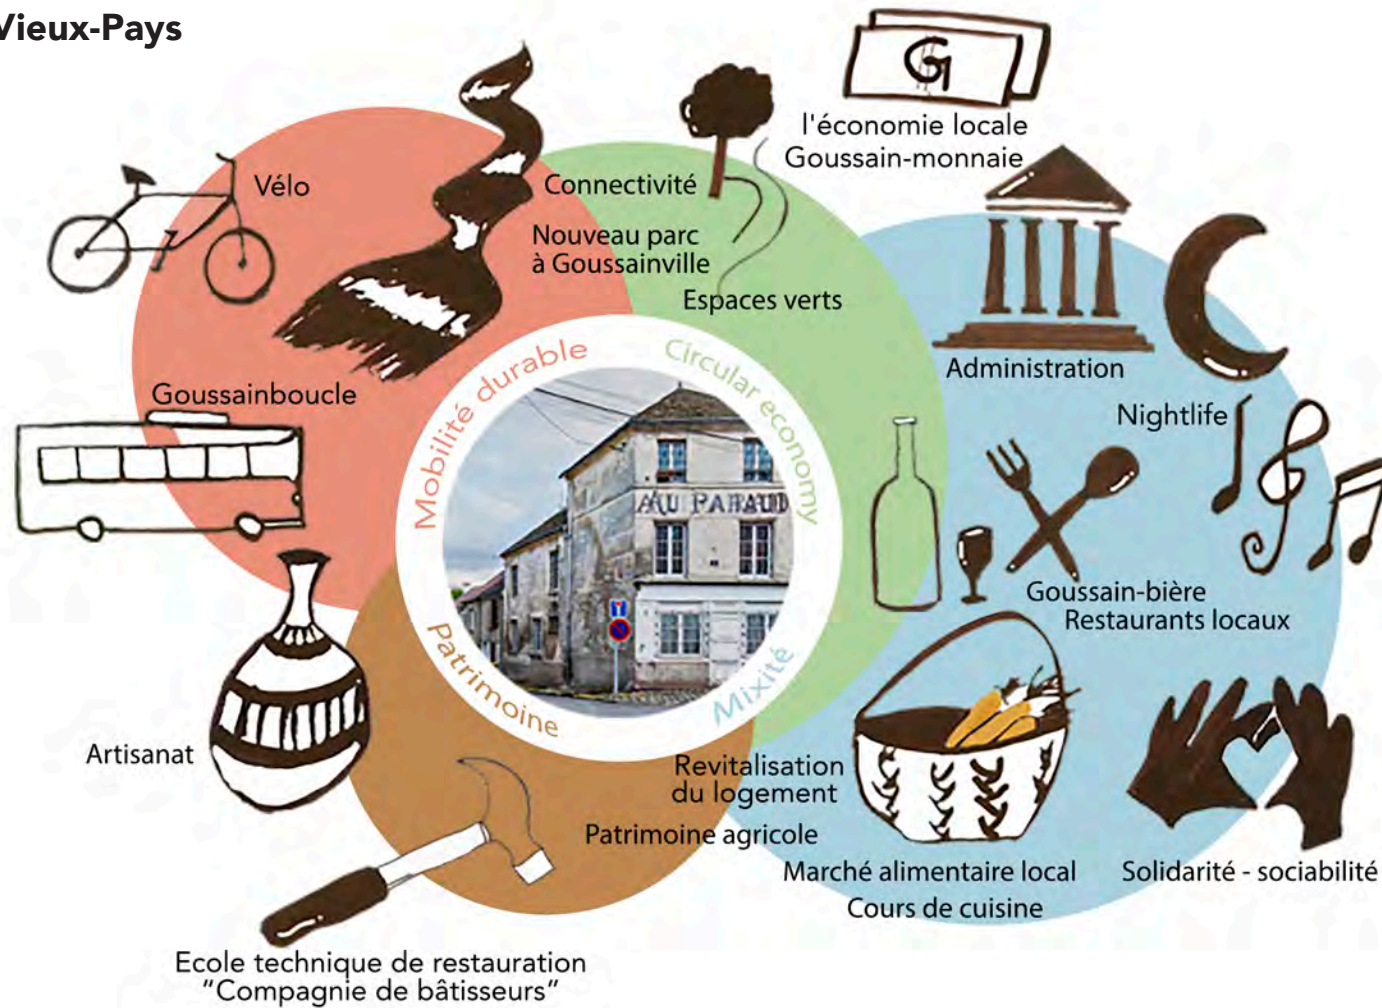 Vieux-Pays
l'économie locale
Goussain-monnaie
Vélo
Connectivité
Nouveau parc
à Goussainville
Espaces verts
Administration
Goussainboucle
Nightlife
Mobilité durable
Circular economy
AU PARAUD
Patrimoine
Mixité
Goussain-bière
Restaurants locaux
Artisanat
Revitalisation
du logement
Patrimoine agricole
Marché alimentaire local
Cours de cuisine
Solidarité - sociabilité
Ecole technique de restauration
"Compagnie de bâtisseurs"
G